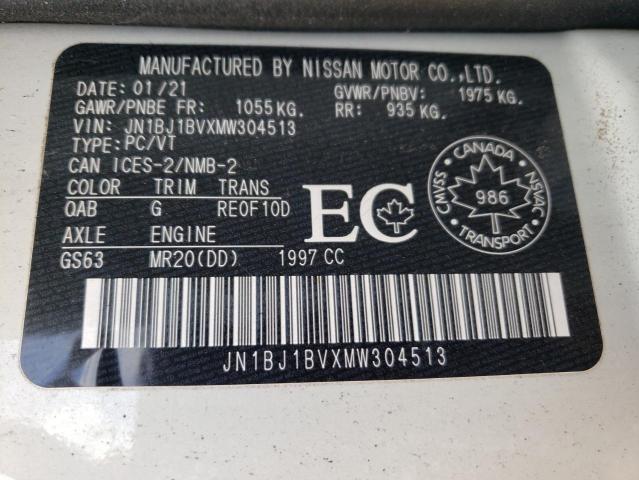 MANUFACTURED BY NISSAN MOTOR CO.,LTD.
DATE: 01/21 GVWR/PNBV: 1975 KG.
GAWR/PNBE FR: 1055 KG. RR: 935 KG.
VIN: JN1BJ1BVXMW304513
TYPE: PC/VT
CAN ICES-2/NMB-2
COLOR TRIM TRANS
QAB G RE0F10D
AXLE ENGINE
GS63 MR20(DD) 1997 CC
EC
CANADA
CMVSS NSVAC
986
TRANSPORT
JN1BJ1BVXMW304513